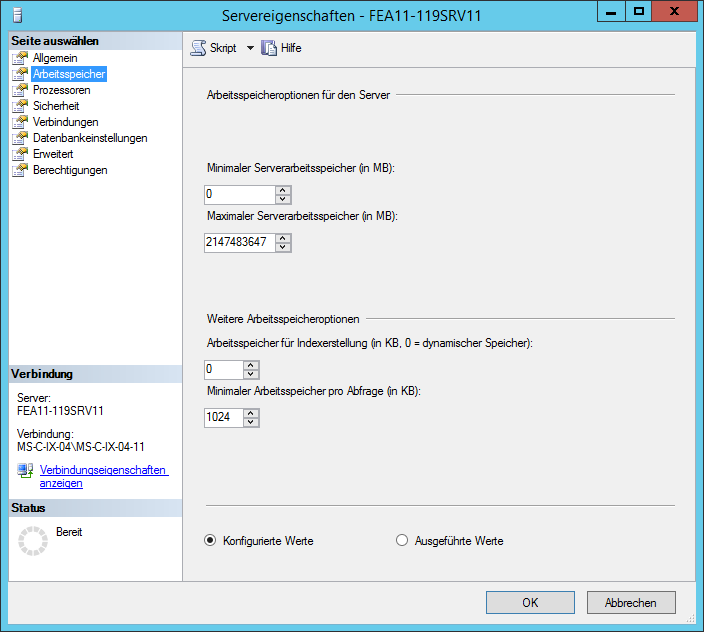 Servereigenschaften - FEA11-119SRV11
Seite auswählen
Allgemein
Arbeitsspeicher
Prozessoren
Sicherheit
Verbindungen
Datenbankeinstellungen
Erweitert
Berechtigungen
Verbindung
Server:
FEA11-119SRV11
Verbindung:
MS-C-IX-04\MS-C-IX-04-11
Verbindungseigenschaften
anzeigen
Status
Bereit
Skript Hilfe
Arbeitsspeicheroptionen für den Server
Minimaler Serverarbeitsspeicher (in MB):
0
Maximaler Serverarbeitsspeicher (in MB):
2147483647
Weitere Arbeitsspeicheroptionen
Arbeitsspeicher für Indexerstellung (in KB, 0 = dynamischer Speicher):
0
Minimaler Arbeitsspeicher pro Abfrage (in KB):
1024
Konfigurierte Werte Ausgeführte Werte
OK Abbrechen